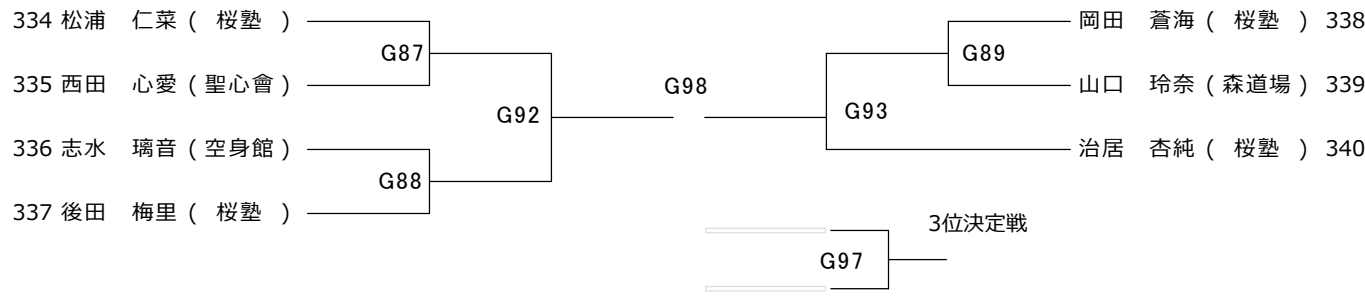 334 松浦　仁菜 (　桜塾　)
G87
335 西田　心愛 ( 聖心會 )
G92
336 志水　璃音 ( 空身館 )
G88
337 後田　梅里 (　桜塾　)
G98
岡田　蒼海 (　桜塾　) 338
G89
山口　玲奈 ( 森道場 ) 339
G93
治居　杏純 (　桜塾　) 340
3位決定戦
G97